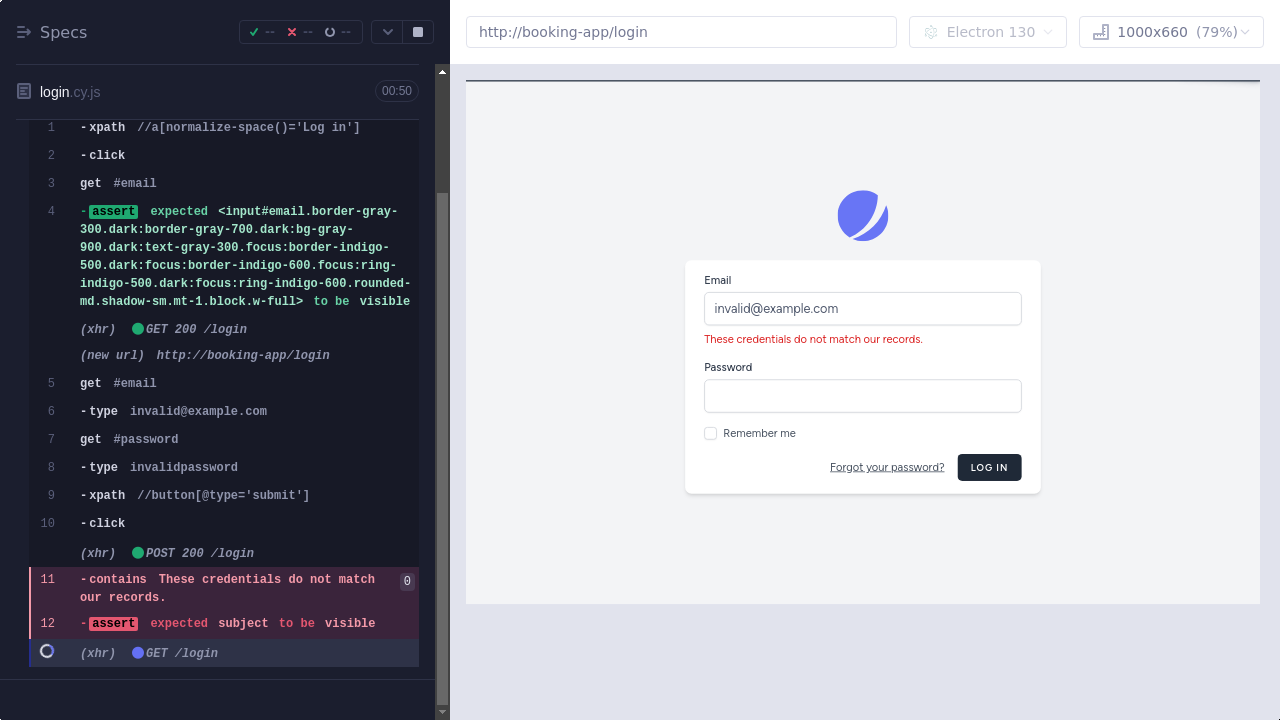 Specs
-- -- --
login.cy.js
00:50
1 -xpath //a[normalize-space()='Log in']
2 -click
3 get #email
4 -assert expected <input#email.border-gray-
300.dark:border-gray-700.dark:bg-gray-
900.dark:text-gray-300.focus:border-indigo-
500.dark:focus:border-indigo-600.focus:ring-
indigo-500.dark:focus:ring-indigo-600.rounded-
md.shadow-sm.mt-1.block.w-full> to be visible
(xhr) GET 200 /login
(new url) http://booking-app/login
5 get #email
6 -type invalid@example.com
7 get #password
8 -type invalidpassword
9 -xpath //button[@type='submit']
10 -click
(xhr) POST 200 /login
11 -contains These credentials do not match 0
our records.
12 -assert expected subject to be visible
(xhr) GET /login
http://booking-app/login
Electron 130
1000x660 (79%)
Email
invalid@example.com
These credentials do not match our records.
Password
Remember me
Forgot your password?
LOG IN